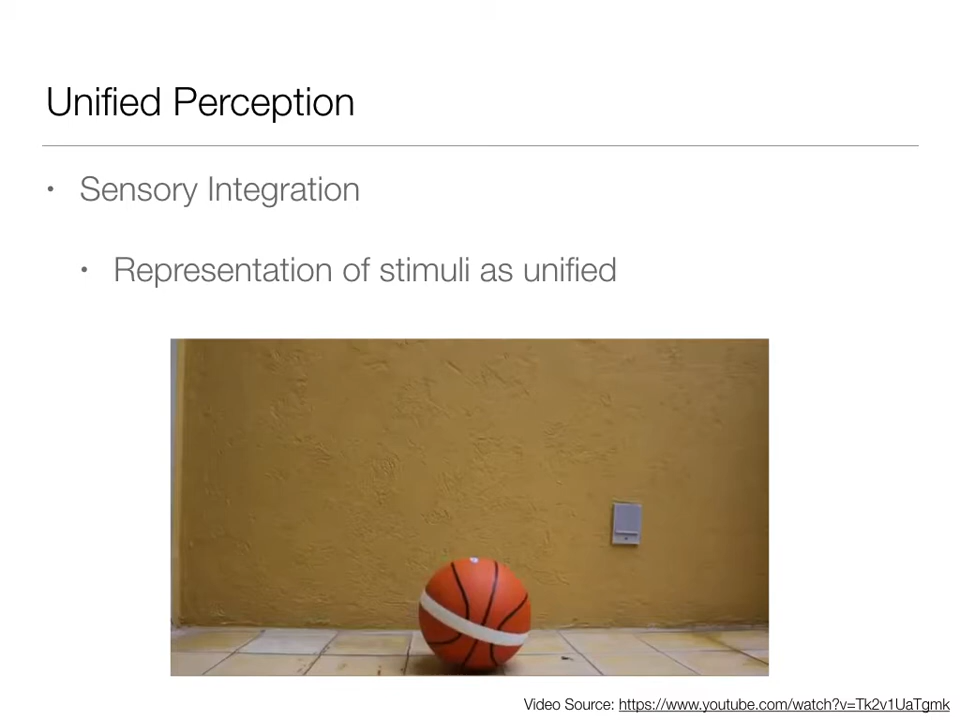 Unified Perception
• Sensory Integration
• Representation of stimuli as unified
Video Source: https://www.youtube.com/watch?v=Tk2v1UaTgmk